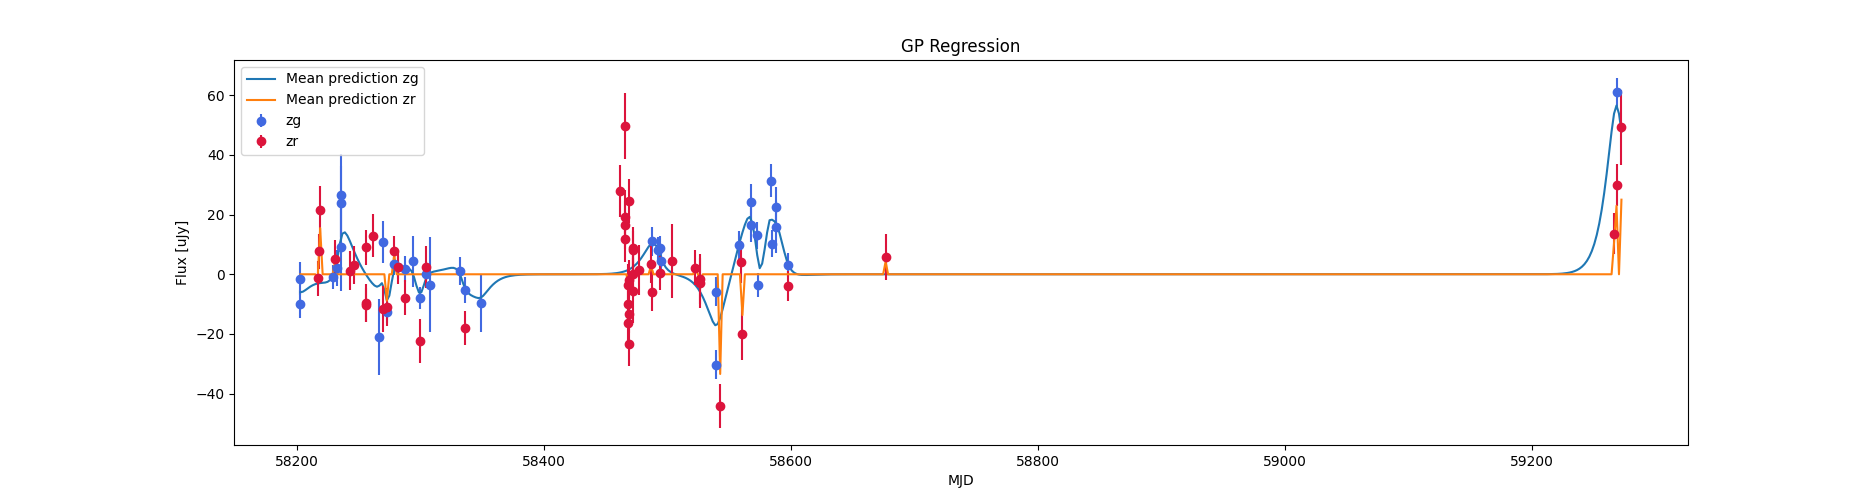 GP Regression
Mean prediction zg
Mean prediction zr
zg
zr
Flux [uJy]
60
40
20
0
−20
−40
58200
58400
58600
58800
59000
59200
MJD